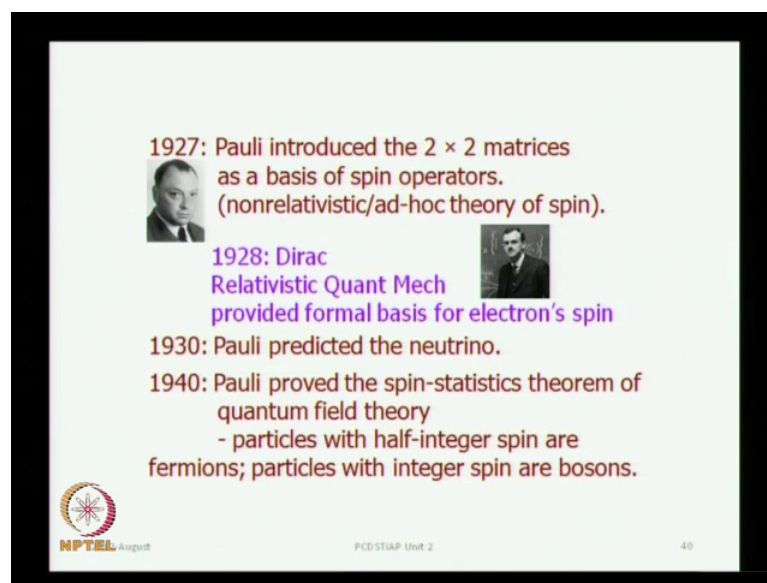 1927: Pauli introduced the 2 × 2 matrices
as a basis of spin operators.
(nonrelativistic/ad-hoc theory of spin).
1928: Dirac
Relativistic Quant Mech
provided formal basis for electron's spin
1930: Pauli predicted the neutrino.
1940: Pauli proved the spin-statistics theorem of
quantum field theory
- particles with half-integer spin are
fermions; particles with integer spin are bosons.
NPTEL August PCDSTiAP Unit 2 40